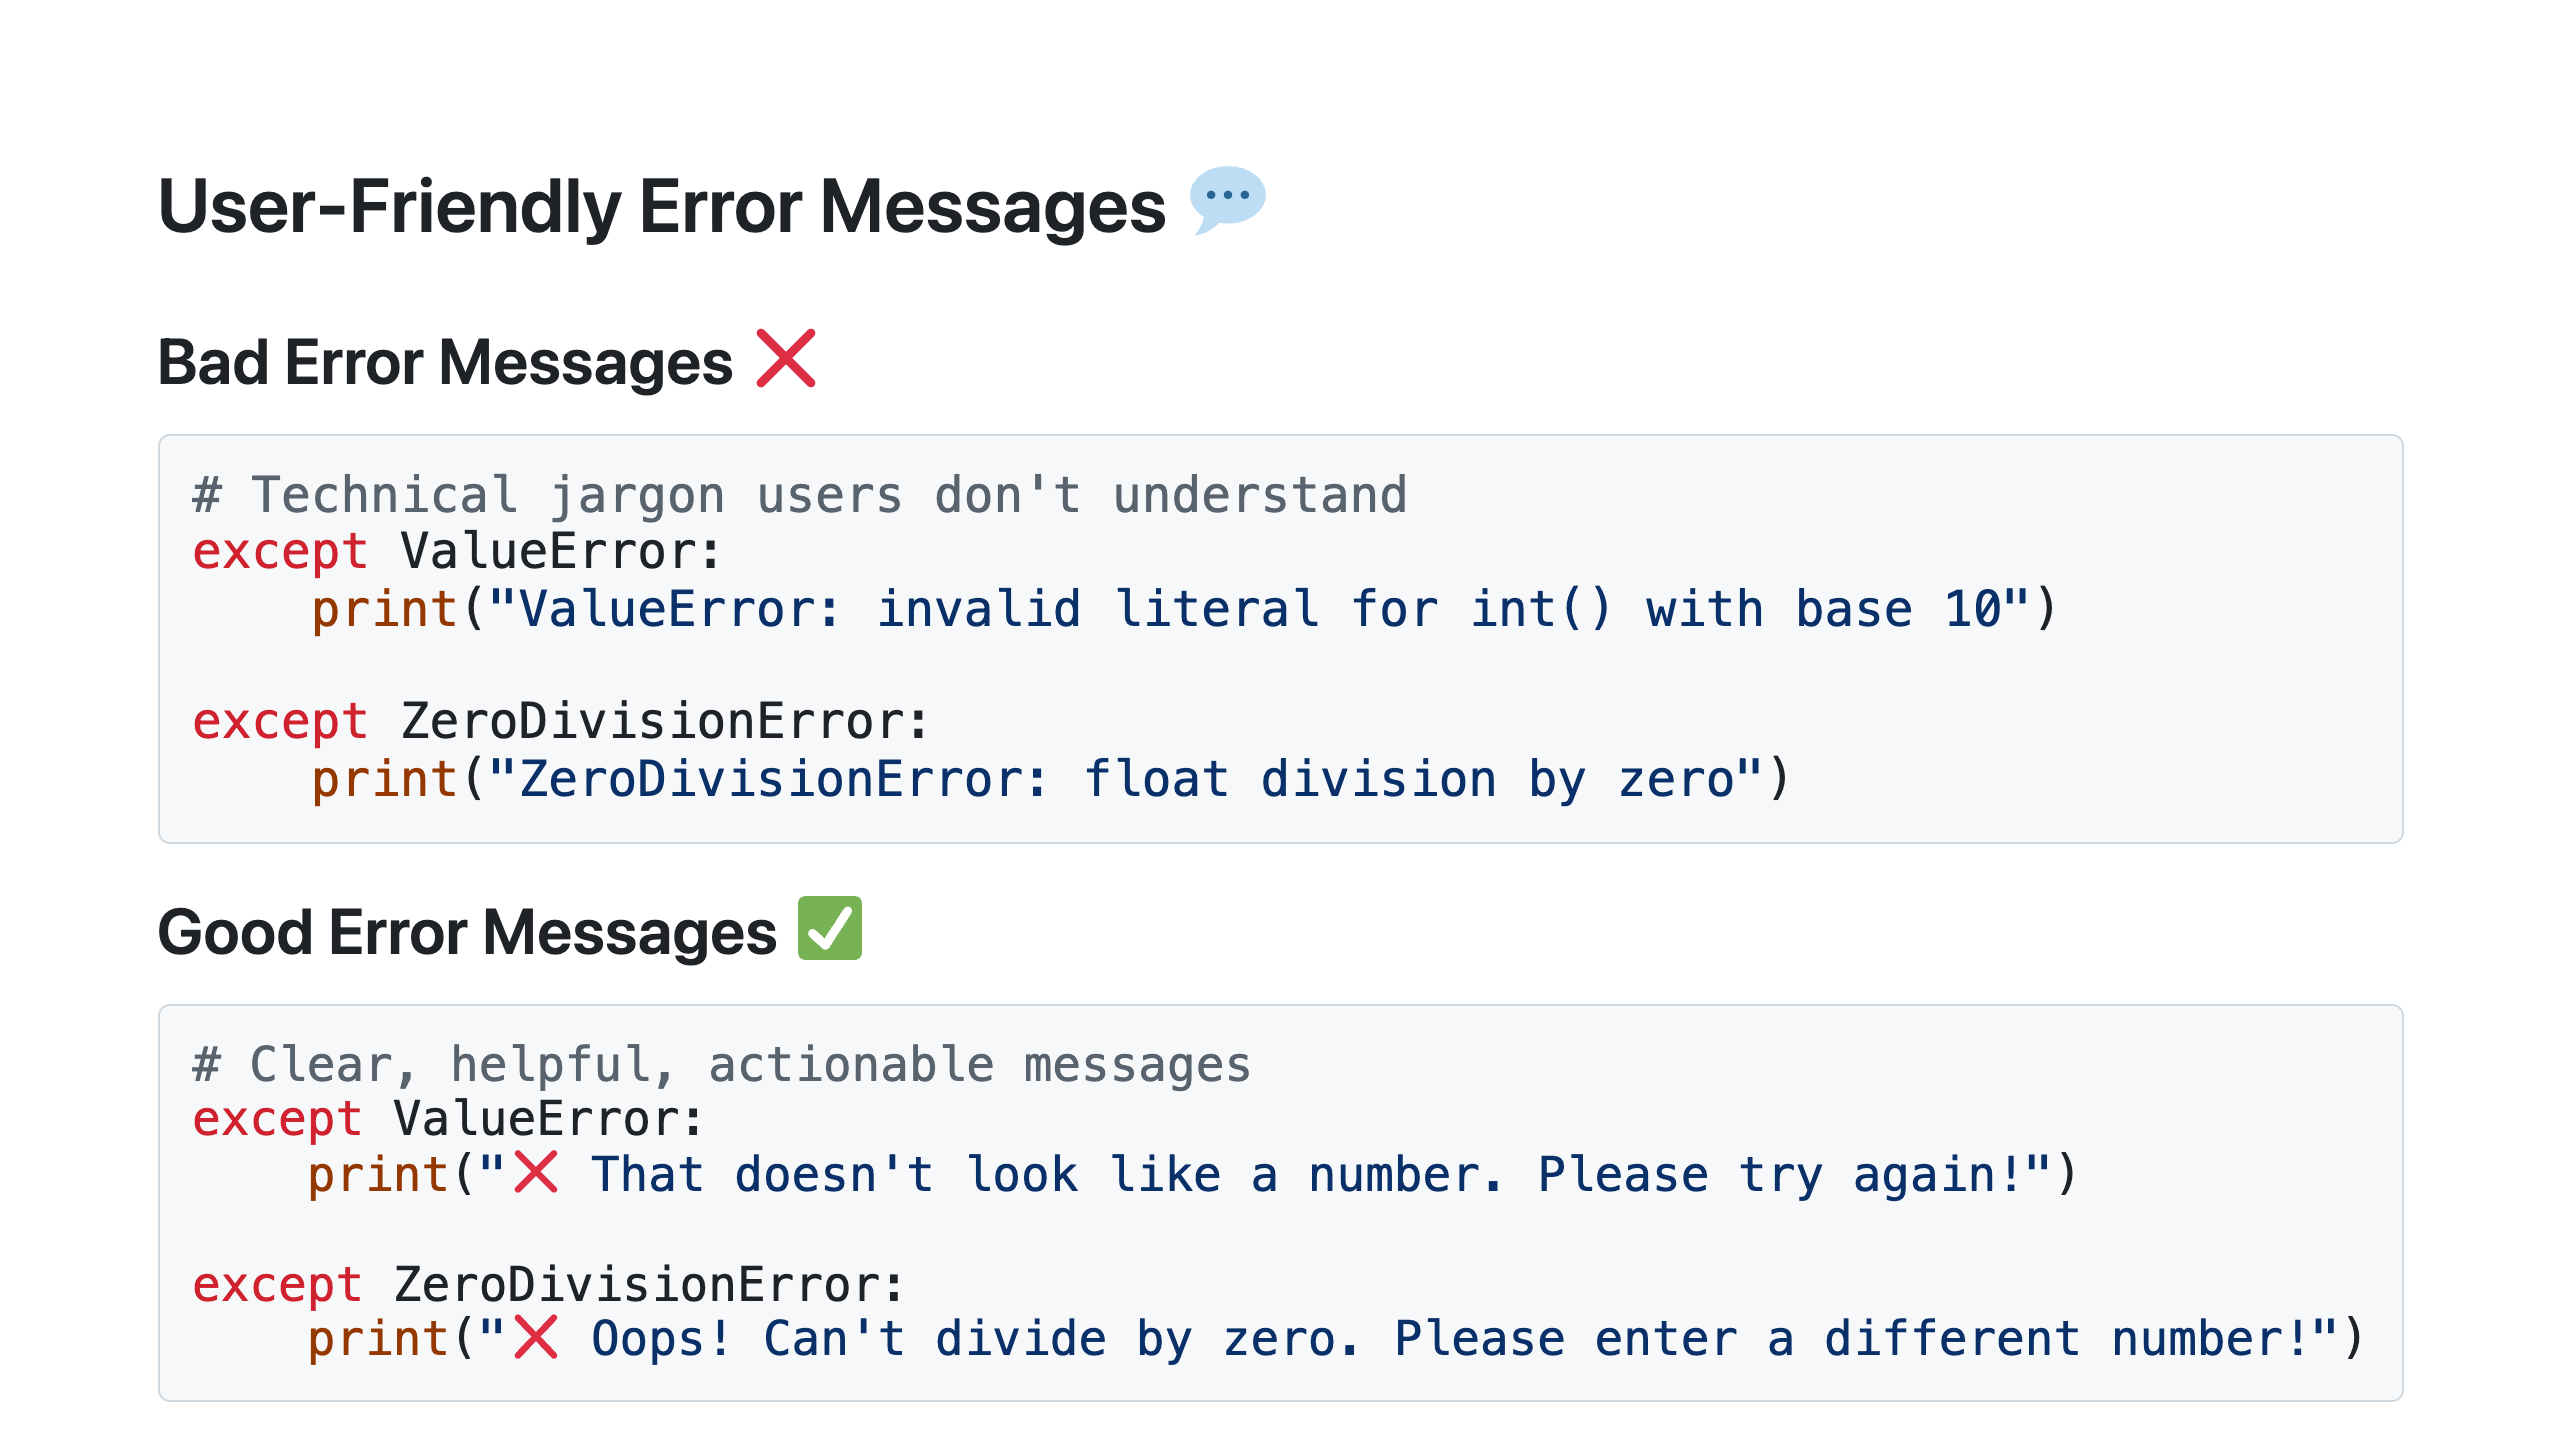 User-Friendly Error Messages 💬
Bad Error Messages ❌
# Technical jargon users don't understand
except ValueError:
    print("ValueError: invalid literal for int() with base 10")
except ZeroDivisionError:
    print("ZeroDivisionError: float division by zero")
Good Error Messages ✅
# Clear, helpful, actionable messages
except ValueError:
    print("❌ That doesn't look like a number. Please try again!")
except ZeroDivisionError:
    print("❌ Oops! Can't divide by zero. Please enter a different number!")